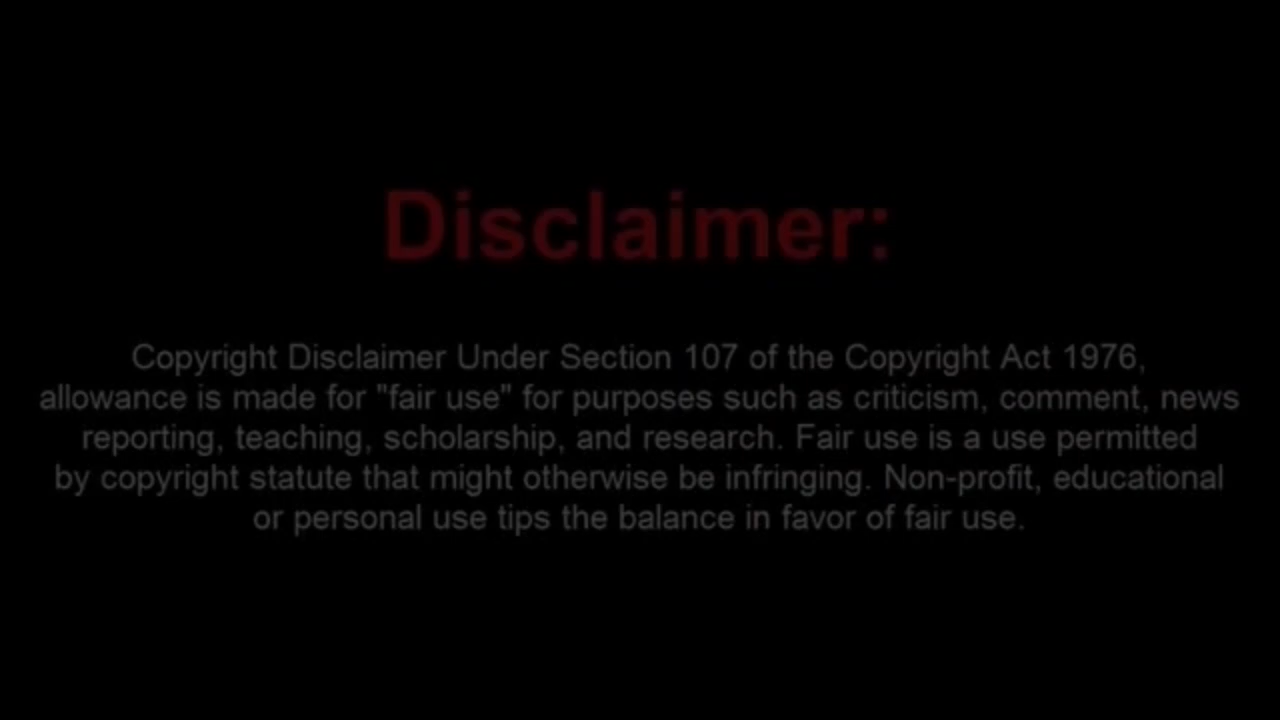 Disclaimer:
Copyright Disclaimer Under Section 107 of the Copyright Act 1976,
allowance is made for "fair use" for purposes such as criticism, comment, news
reporting, teaching, scholarship, and research. Fair use is a use permitted
by copyright statute that might otherwise be infringing. Non-profit, educational
or personal use tips the balance in favor of fair use.